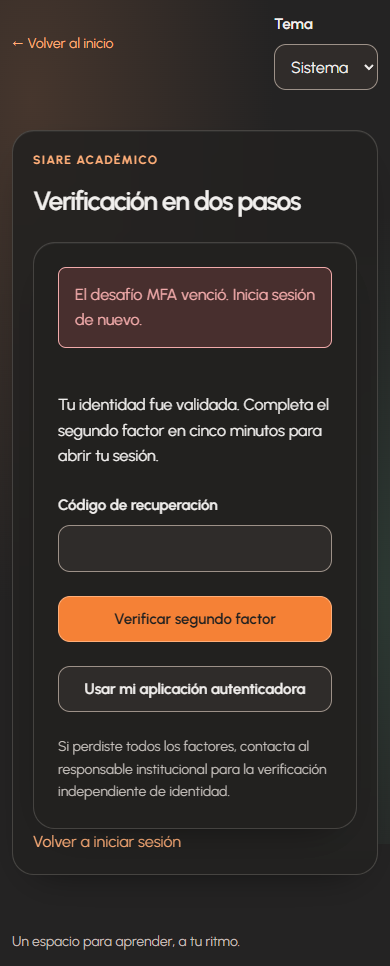 ← Volver al inicio
Tema
Sistema
SIARE ACADÉMICO
Verificación en dos pasos
El desafío MFA venció. Inicia sesión
de nuevo.
Tu identidad fue validada. Completa el
segundo factor en cinco minutos para
abrir tu sesión.
Código de recuperación
Verificar segundo factor
Usar mi aplicación autenticadora
Si perdiste todos los factores, contacta al
responsable institucional para la verificación
independiente de identidad.
Volver a iniciar sesión
Un espacio para aprender, a tu ritmo.